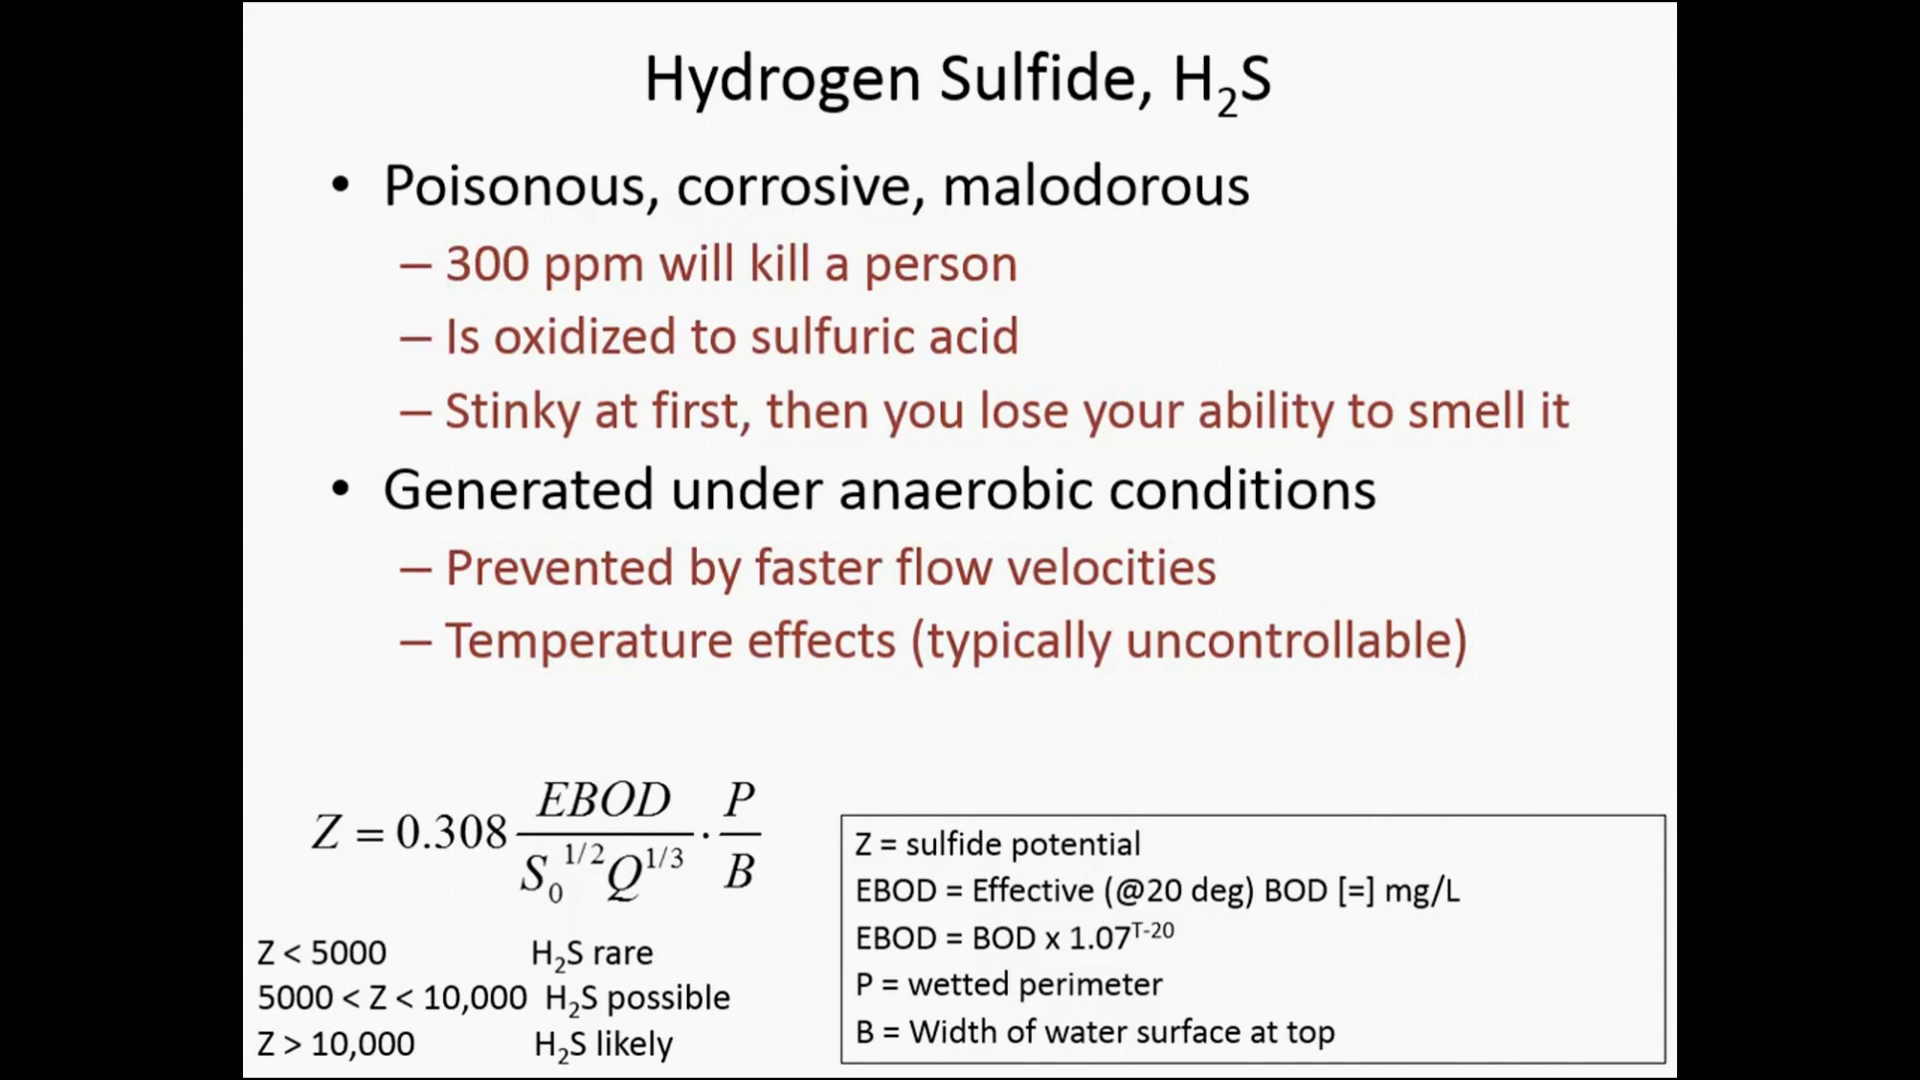 Hydrogen Sulfide, H₂S
• Poisonous, corrosive, malodorous
– 300 ppm will kill a person
– Is oxidized to sulfuric acid
– Stinky at first, then you lose your ability to smell it
• Generated under anaerobic conditions
– Prevented by faster flow velocities
– Temperature effects (typically uncontrollable)
Z = 0.308 EBOD / (S₀^1/2 Q^1/3) · P / B
Z < 5000 H₂S rare
5000 < Z < 10,000 H₂S possible
Z > 10,000 H₂S likely
Z = sulfide potential
EBOD = Effective (@20 deg) BOD [=] mg/L
EBOD = BOD x 1.07^T-20
P = wetted perimeter
B = Width of water surface at top